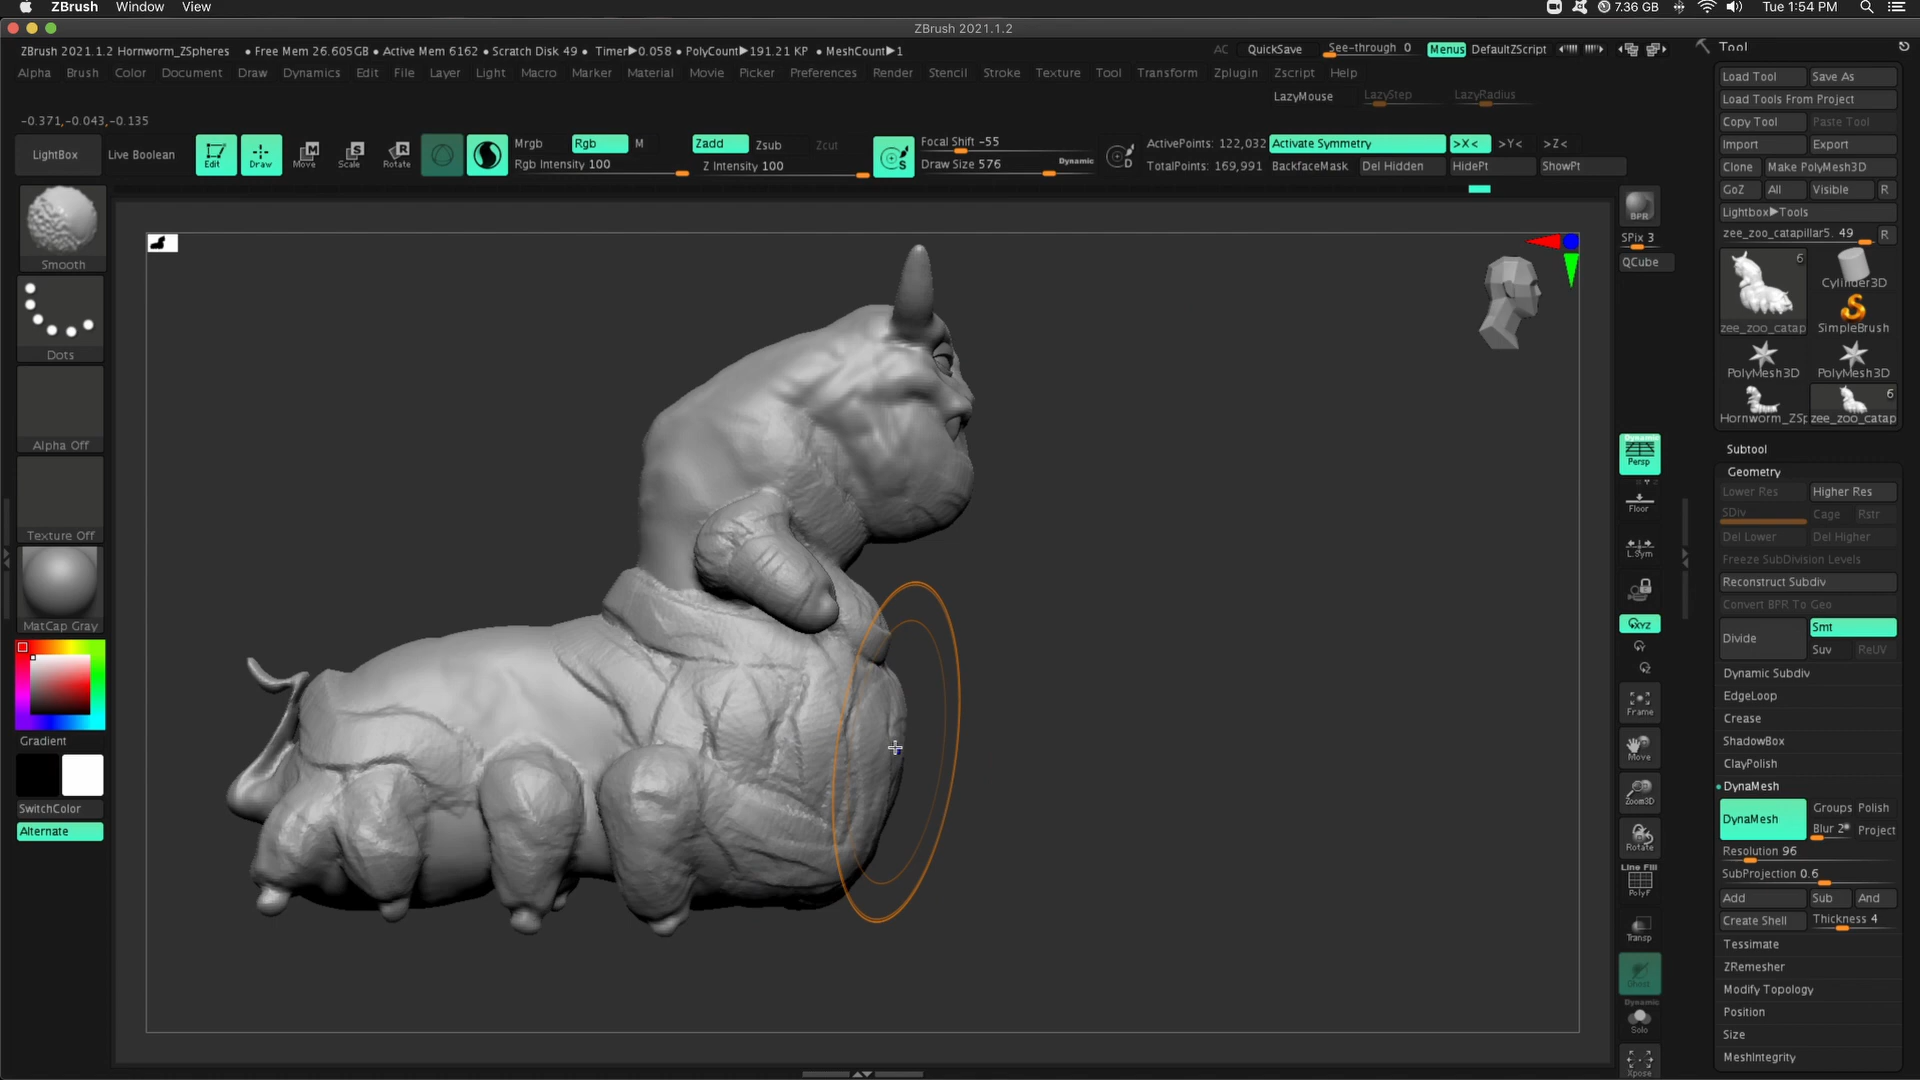 ZBrush Window View
7.36 GB Tue 1:54 PM
ZBrush 2021.1.2
ZBrush 2021.1.2 Hornworm_ZSpheres • Free Mem 26.605GB • Active Mem 6162 • Scratch Disk 49 • Timer▶0.058 • PolyCount▶191.21 KP • MeshCount▶1
AC QuickSave See-through 0 Menus DefaultZScript
Alpha Brush Color Document Draw Dynamics Edit File Layer Light Macro Marker Material Movie Picker Preferences Render Stencil Stroke Texture Tool Transform Zplugin Zscript Help
LazyMouse LazyStep LazyRadius
-0.371,-0.043,-0.135
LightBox Live Boolean
Edit Draw Move Scale Rotate
M S R
Mrgb Rgb M
Rgb Intensity 100
Zadd Zsub Zcut
Z Intensity 100
S
Focal Shift -55
Draw Size 576 Dynamic
D
ActivePoints: 122,032 Activate Symmetry >X< >Y< >Z<
TotalPoints: 169,991 BackfaceMask Del Hidden HidePt ShowPt
Smooth
Dots
Alpha Off
Texture Off
MatCap Gray
Gradient
SwitchColor
Alternate
BPR
SPix 3
QCube
Dynamic
Persp
Floor
L.Sym
XYZ
Y
Z
Frame
Move
Zoom3D
Rotate
Line Fill
PolyF
Transp
Ghost
Dynamic
Solo
Xpose
Tool
Load Tool Save As
Load Tools From Project
Copy Tool Paste Tool
Import Export
Clone Make PolyMesh3D
GoZ All Visible R
Lightbox▶Tools
zee_zoo_catapillar5. 49 R
6
Cylinder3D
zee_zoo_catap SimpleBrush
PolyMesh3D PolyMesh3D
6
Hornworm_ZSp zee_zoo_catap
Subtool
Geometry
Lower Res Higher Res
SDiv Cage Rstr
Del Lower Del Higher
Freeze SubDivision Levels
Reconstruct Subdiv
Convert BPR To Geo
Divide Smt
Suv ReUV
Dynamic Subdiv
EdgeLoop
Crease
ShadowBox
ClayPolish
DynaMesh
DynaMesh Groups Polish
Blur 2 Project
Resolution 96
SubProjection 0.6
Add Sub And
Create Shell Thickness 4
Tessimate
ZRemesher
Modify Topology
Position
Size
MeshIntegrity